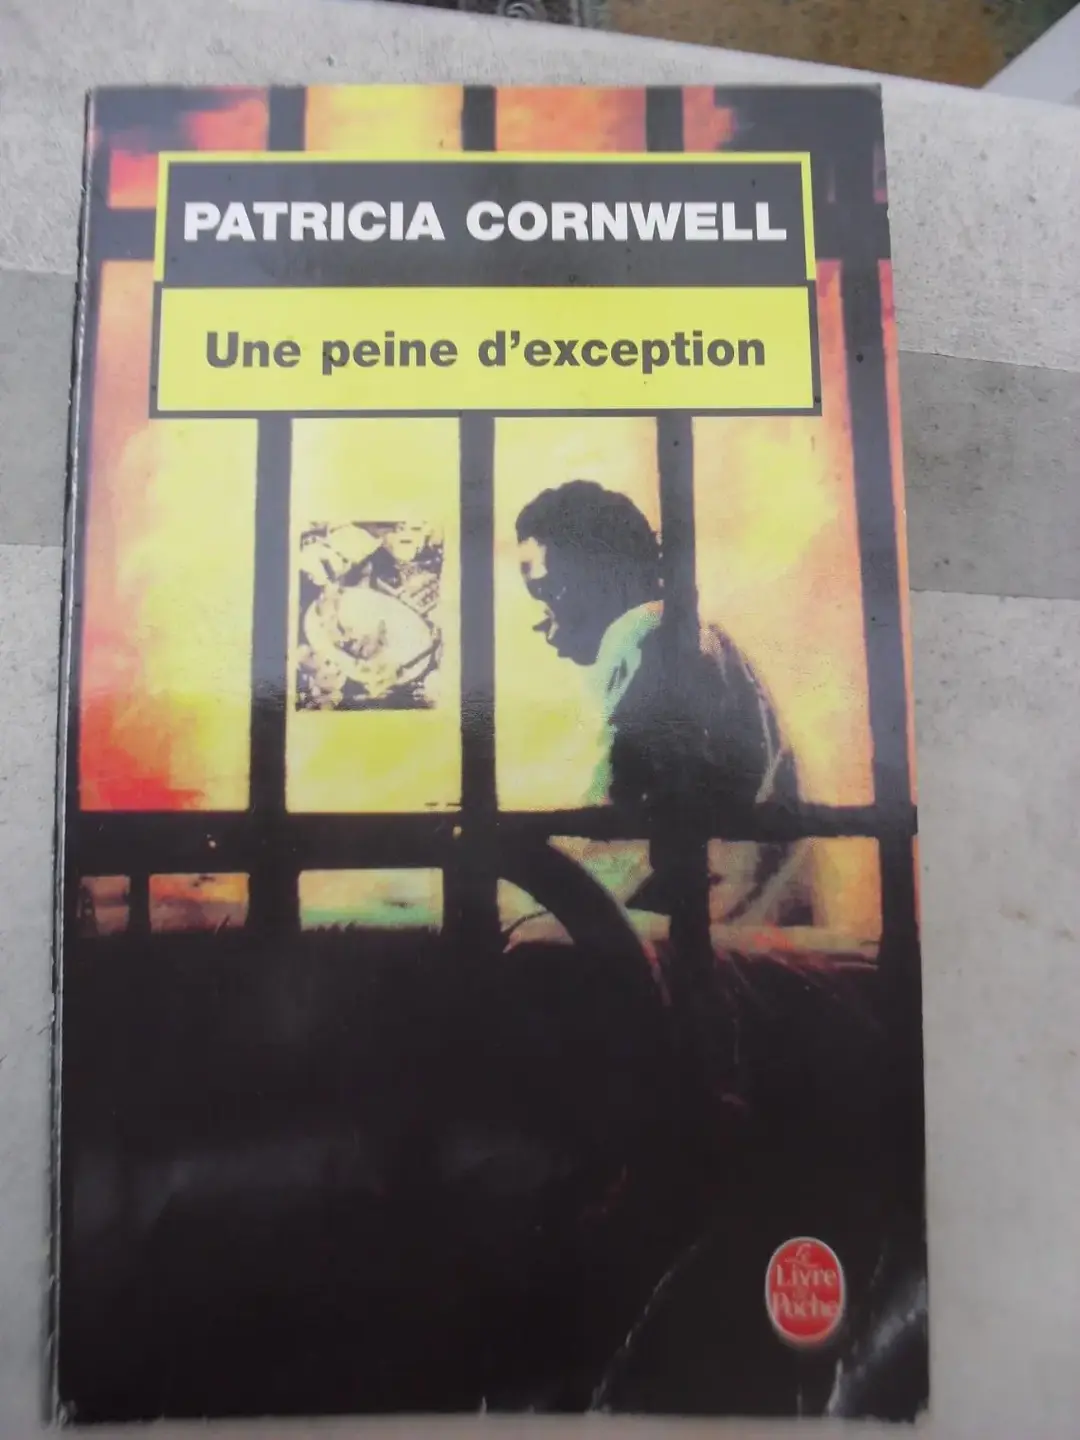 PATRICIA CORNWELL
Une peine d'exception
Le
Livre
de
Poche